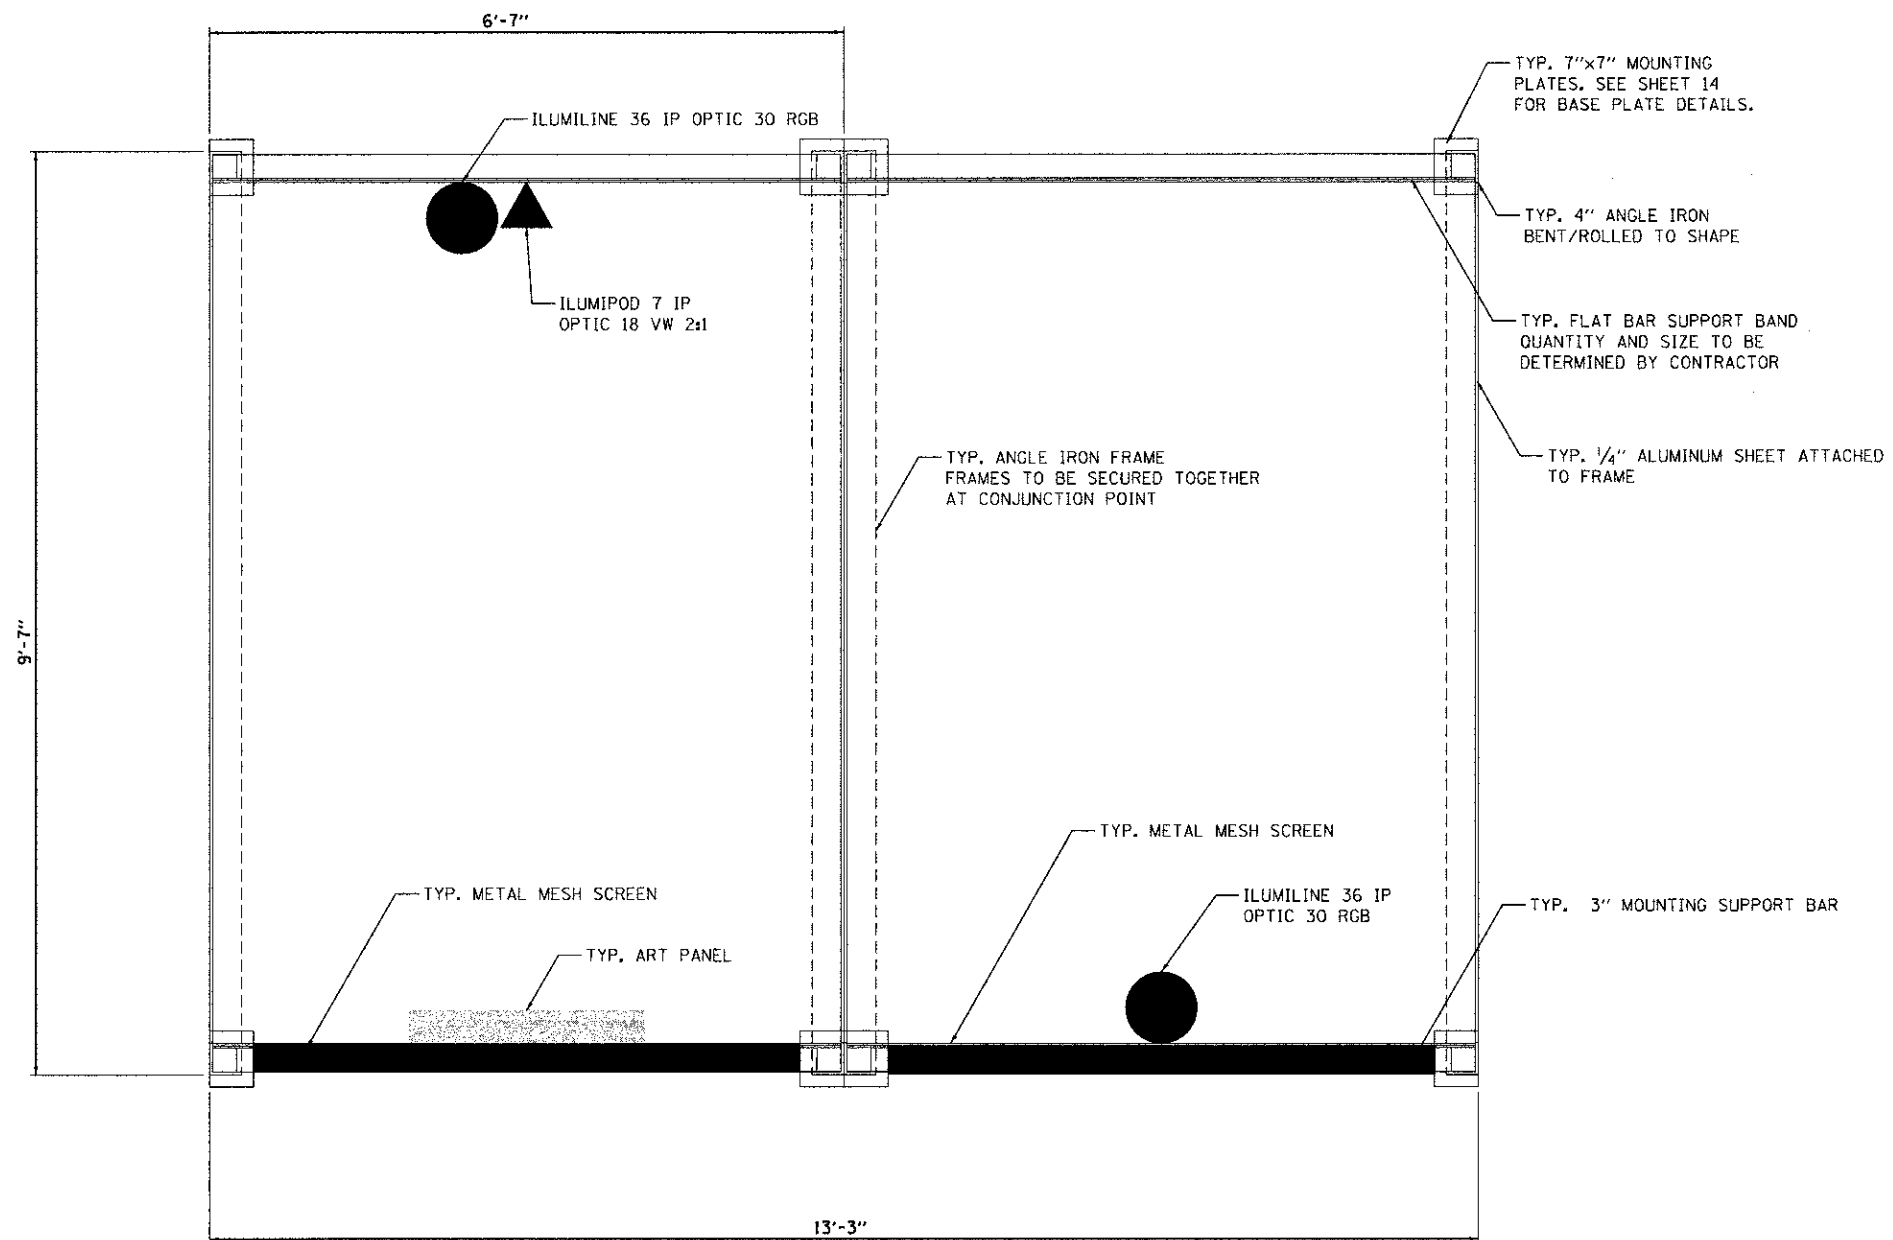 6'-7"
TYP. 7"x7" MOUNTING
PLATES. SEE SHEET 14
FOR BASE PLATE DETAILS.
ILUMILINE 36 IP OPTIC 30 RGB
TYP. 4" ANGLE IRON
BENT/ROLLED TO SHAPE
ILUMIPOD 7 IP
OPTIC 18 VW 2:1
TYP. FLAT BAR SUPPORT BAND
QUANTITY AND SIZE TO BE
DETERMINED BY CONTRACTOR
TYP. ANGLE IRON FRAME
FRAMES TO BE SECURED TOGETHER
AT CONJUNCTION POINT
TYP. 1/4" ALUMINUM SHEET ATTACHED
TO FRAME
9'-7"
TYP. METAL MESH SCREEN
TYP. METAL MESH SCREEN
ILUMILINE 36 IP
OPTIC 30 RGB
TYP. 3" MOUNTING SUPPORT BAR
TYP. ART PANEL
13'-3"